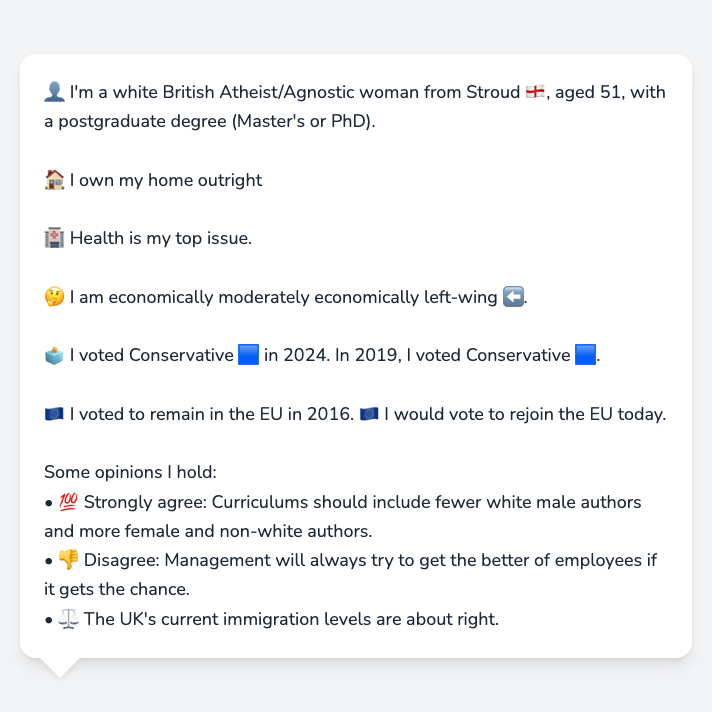 👤 I'm a white British Atheist/Agnostic woman from Stroud 🏴󠁧󠁢󠁥󠁮󠁧󠁿, aged 51, with
a postgraduate degree (Master's or PhD).
🏠 I own my home outright
🏥 Health is my top issue.
🤔 I am economically moderately economically left-wing ⬅️.
🗳️ I voted Conservative 🟦 in 2024. In 2019, I voted Conservative 🟦.
🇪🇺 I voted to remain in the EU in 2016. 🇪🇺 I would vote to rejoin the EU today.
Some opinions I hold:
• 💯 Strongly agree: Curriculums should include fewer white male authors
and more female and non-white authors.
• 👎 Disagree: Management will always try to get the better of employees if
it gets the chance.
• ⚖️ The UK's current immigration levels are about right.